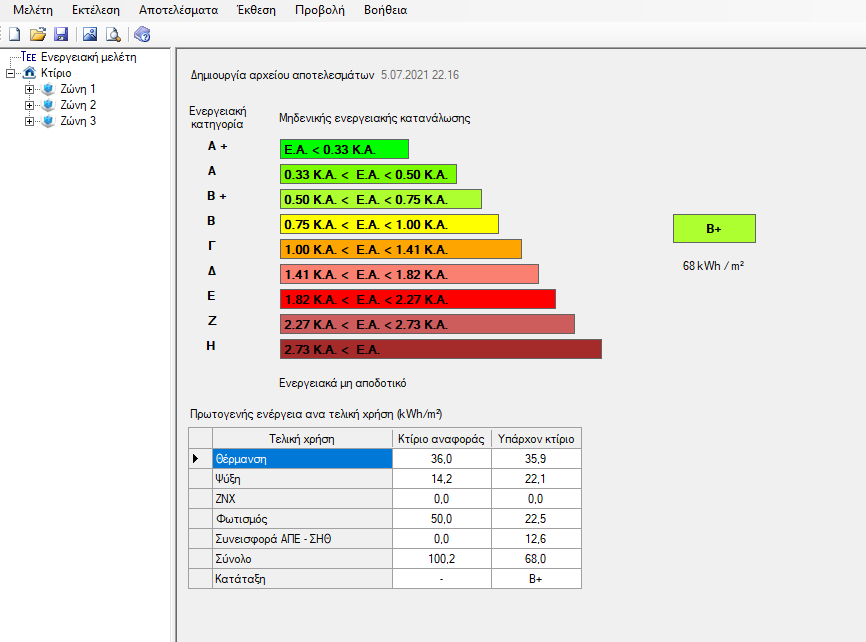 Μελέτη Εκτέλεση Αποτελέσματα Έκθεση Προβολή Βοήθεια
ΤΕΕ Ενεργειακή μελέτη
Κτίριο
Ζώνη 1
Ζώνη 2
Ζώνη 3
Δημιουργία αρχείου αποτελεσμάτων 5.07.2021 22.16
Ενεργειακή
κατηγορία
Μηδενικής ενεργειακής κατανάλωσης
Α + Ε.Α. < 0.33 Κ.Α.
Α 0.33 Κ.Α. < Ε.Α. < 0.50 Κ.Α.
Β + 0.50 Κ.Α. < Ε.Α. < 0.75 Κ.Α.
Β 0.75 Κ.Α. < Ε.Α. < 1.00 Κ.Α.
Γ 1.00 Κ.Α. < Ε.Α. < 1.41 Κ.Α.
Δ 1.41 Κ.Α. < Ε.Α. < 1.82 Κ.Α.
Ε 1.82 Κ.Α. < Ε.Α. < 2.27 Κ.Α.
Ζ 2.27 Κ.Α. < Ε.Α. < 2.73 Κ.Α.
Η 2.73 Κ.Α. < Ε.Α.
Β+
68 kWh / m²
Ενεργειακά μη αποδοτικό
Πρωτογενής ενέργεια ανα τελική χρήση (kWh/m²)
Τελική χρήση Κτίριο αναφοράς Υπάρχον κτίριο
Θέρμανση 36,0 35,9
Ψύξη 14,2 22,1
ΖΝΧ 0,0 0,0
Φωτισμός 50,0 22,5
Συνεισφορά ΑΠΕ - ΣΗΘ 0,0 12,6
Σύνολο 100,2 68,0
Κατάταξη - Β+